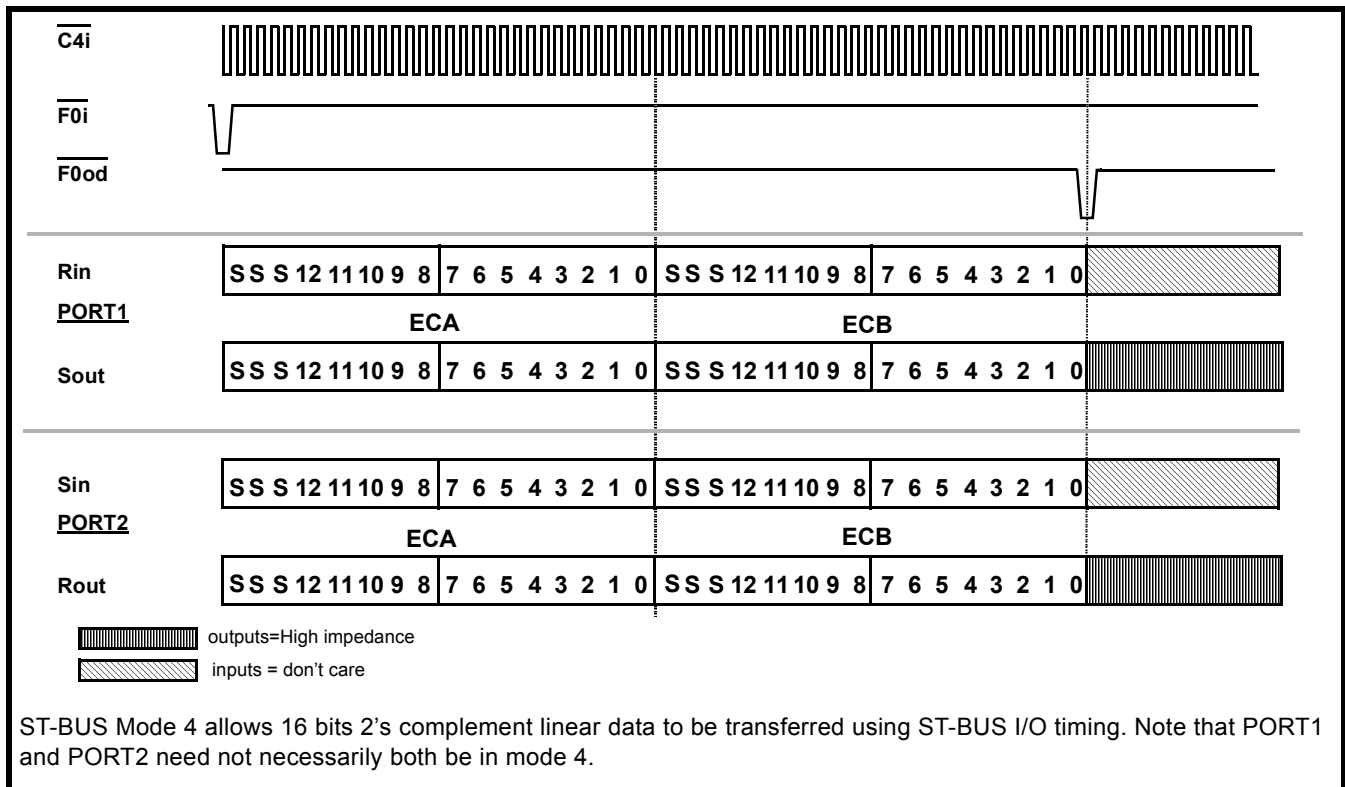 C4i
F0i
F0od
Rin
S S S 12 11 10 9 8 7 6 5 4 3 2 1 0 S S S 12 11 10 9 8 7 6 5 4 3 2 1 0
PORT1
ECA ECB
Sout
S S S 12 11 10 9 8 7 6 5 4 3 2 1 0 S S S 12 11 10 9 8 7 6 5 4 3 2 1 0
Sin
S S S 12 11 10 9 8 7 6 5 4 3 2 1 0 S S S 12 11 10 9 8 7 6 5 4 3 2 1 0
PORT2
ECA ECB
Rout
S S S 12 11 10 9 8 7 6 5 4 3 2 1 0 S S S 12 11 10 9 8 7 6 5 4 3 2 1 0
outputs=High impedance
inputs = don't care
ST-BUS Mode 4 allows 16 bits 2's complement linear data to be transferred using ST-BUS I/O timing. Note that PORT1
and PORT2 need not necessarily both be in mode 4.